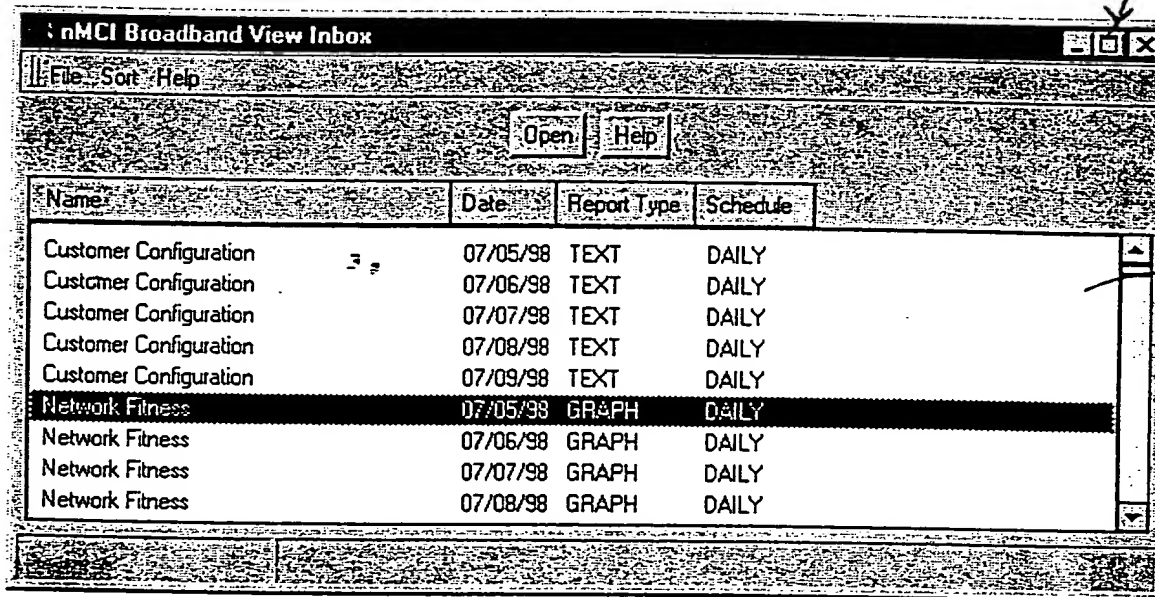 nMCI Broadband View Inbox
File Sort Help
Open Help
Name Date Report Type Schedule
Customer Configuration 07/05/98 TEXT DAILY
Customer Configuration 07/06/98 TEXT DAILY
Customer Configuration 07/07/98 TEXT DAILY
Customer Configuration 07/08/98 TEXT DAILY
Customer Configuration 07/09/98 TEXT DAILY
Network Fitness 07/05/98 GRAPH DAILY
Network Fitness 07/06/98 GRAPH DAILY
Network Fitness 07/07/98 GRAPH DAILY
Network Fitness 07/08/98 GRAPH DAILY